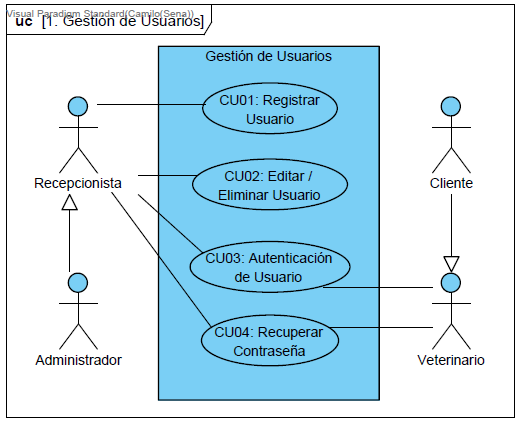 Visual Paradigm Standard(Camilo(Sena))
uc [1. Gestión de Usuarios]
Gestión de Usuarios
CU01: Registrar
Usuario
Recepcionista
CU02: Editar /
Eliminar Usuario
Cliente
CU03: Autenticación
de Usuario
CU04: Recuperar
Contraseña
Administrador
Veterinario